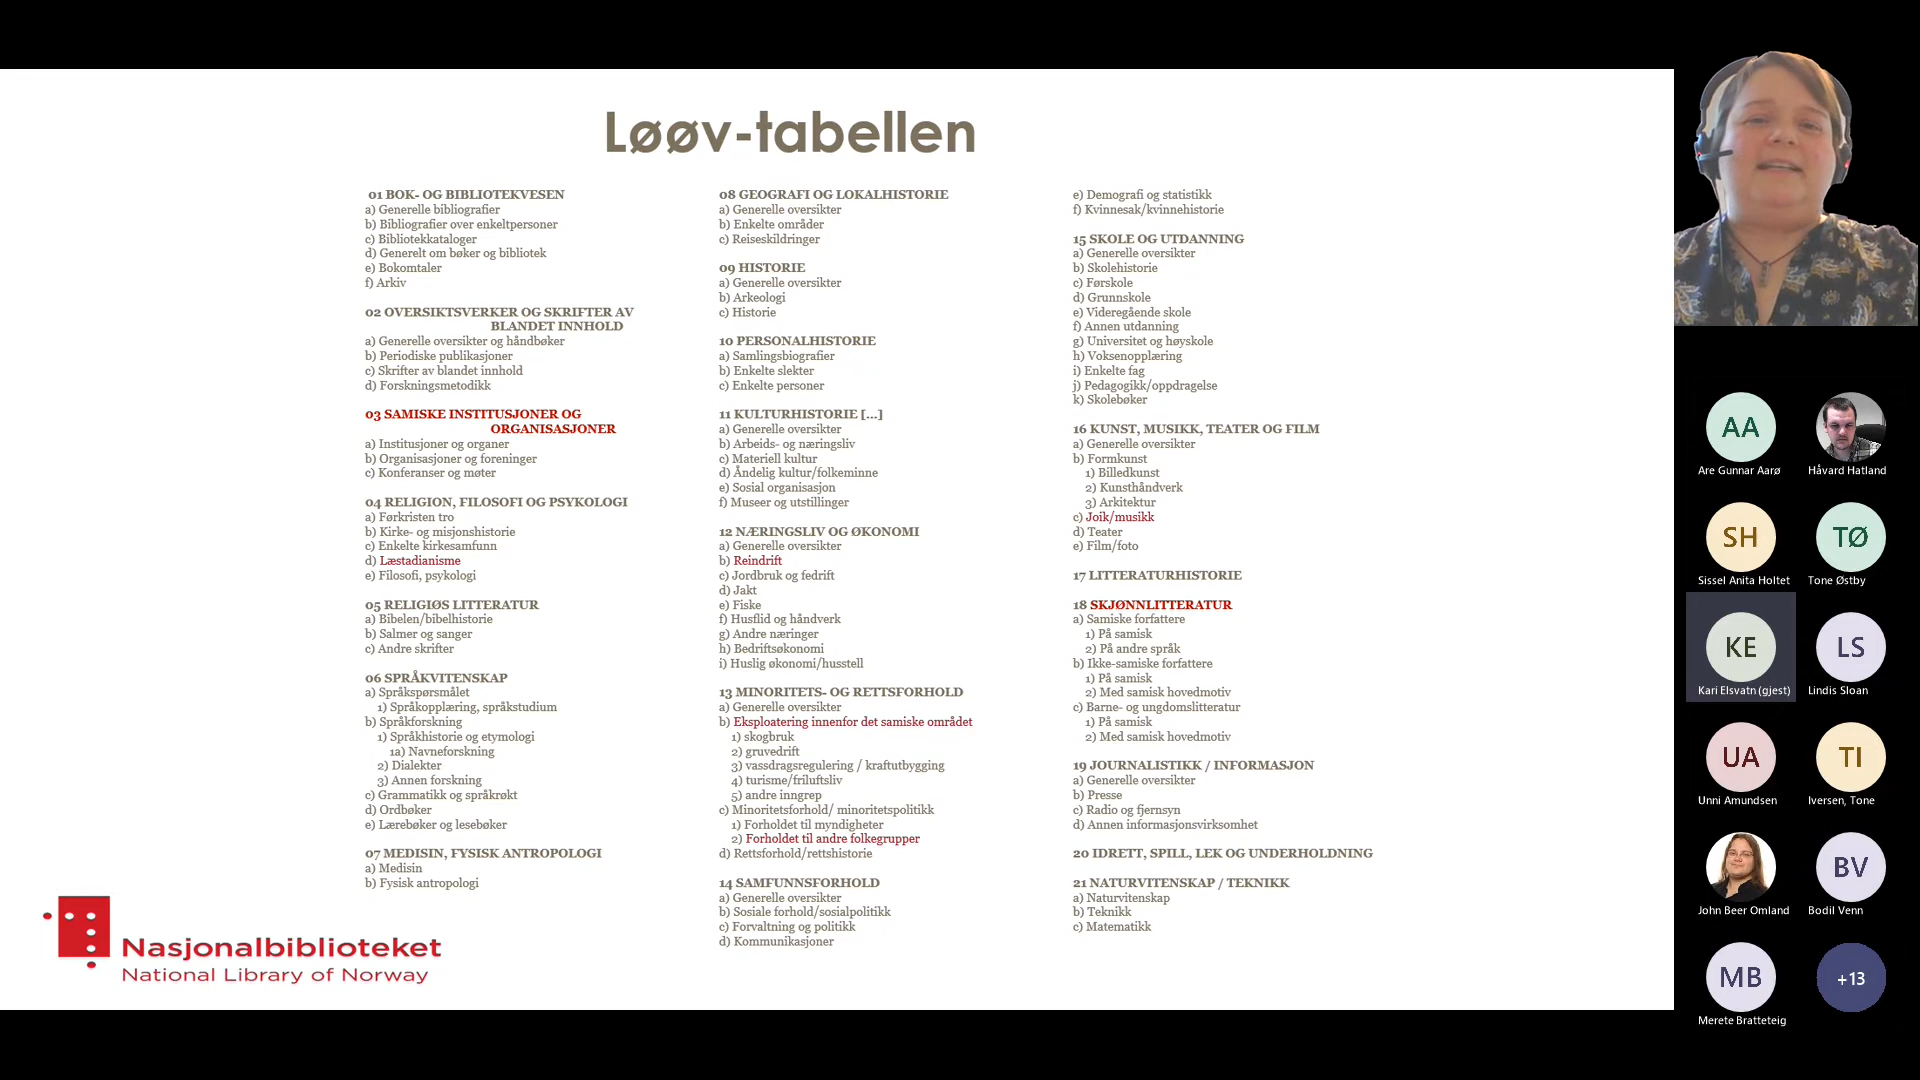 Løøv-tabellen
01 BOK- OG BIBLIOTEKVESEN
a) Generelle bibliografier
b) Bibliografier over enkeltpersoner
c) Bibliotekkataloger
d) Generelt om bøker og bibliotek
e) Bokomtaler
f) Arkiv
02 OVERSIKTSVERKER OG SKRIFTER AV
BLANDET INNHOLD
a) Generelle oversikter og håndbøker
b) Periodiske publikasjoner
c) Skrifter av blandet innhold
d) Forskningsmetodikk
03 SAMISKE INSTITUSJONER OG
ORGANISASJONER
a) Institusjoner og organer
b) Organisasjoner og foreninger
c) Konferanser og møter
04 RELIGION, FILOSOFI OG PSYKOLOGI
a) Førkristen tro
b) Kirke- og misjonshistorie
c) Enkelte kirkesamfunn
d) Læstadianisme
e) Filosofi, psykologi
05 RELIGIØS LITTERATUR
a) Bibelen/bibelhistorie
b) Salmer og sanger
c) Andre skrifter
06 SPRÅKVITENSKAP
a) Språkspørsmålet
1) Språkopplæring, språkstudium
b) Språkforskning
1) Språkhistorie og etymologi
1a) Navneforskning
2) Dialekter
3) Annen forskning
c) Grammatikk og språkrøkt
d) Ordbøker
e) Lærebøker og lesebøker
07 MEDISIN, FYSISK ANTROPOLOGI
a) Medisin
b) Fysisk antropologi
08 GEOGRAFI OG LOKALHISTORIE
a) Generelle oversikter
b) Enkelte områder
c) Reiseskildringer
09 HISTORIE
a) Generelle oversikter
b) Arkeologi
c) Historie
10 PERSONALHISTORIE
a) Samlingsbiografier
b) Enkelte slekter
c) Enkelte personer
11 KULTURHISTORIE [...]
a) Generelle oversikter
b) Arbeids- og næringsliv
c) Materiell kultur
d) Åndelig kultur/folkeminne
e) Sosial organisasjon
f) Museer og utstillinger
12 NÆRINGSLIV OG ØKONOMI
a) Generelle oversikter
b) Reindrift
c) Jordbruk og fedrift
d) Jakt
e) Fiske
f) Husflid og håndverk
g) Andre næringer
h) Bedriftsøkonomi
i) Huslig økonomi/husstell
13 MINORITETS- OG RETTSFORHOLD
a) Generelle oversikter
b) Eksploatering innenfor det samiske området
1) skogbruk
2) gruvedrift
3) vassdragsregulering / kraftutbygging
4) turisme/friluftsliv
5) andre inngrep
c) Minoritetsforhold/ minoritetspolitikk
1) Forholdet til myndigheter
2) Forholdet til andre folkegrupper
d) Rettsforhold/rettshistorie
14 SAMFUNNSFORHOLD
a) Generelle oversikter
b) Sosiale forhold/sosialpolitikk
c) Forvaltning og politikk
d) Kommunikasjoner
e) Demografi og statistikk
f) Kvinnesak/kvinnehistorie
15 SKOLE OG UTDANNING
a) Generelle oversikter
b) Skolehistorie
c) Førskole
d) Grunnskole
e) Videregående skole
f) Annen utdanning
g) Universitet og høyskole
h) Voksenopplæring
i) Enkelte fag
j) Pedagogikk/oppdragelse
k) Skolebøker
16 KUNST, MUSIKK, TEATER OG FILM
a) Generelle oversikter
b) Formkunst
1) Billedkunst
2) Kunsthåndverk
3) Arkitektur
c) Joik/musikk
d) Teater
e) Film/foto
17 LITTERATURHISTORIE
18 SKJØNNLITTERATUR
a) Samiske forfattere
1) På samisk
2) På andre språk
b) Ikke-samiske forfattere
1) På samisk
2) Med samisk hovedmotiv
c) Barne- og ungdomslitteratur
1) På samisk
2) Med samisk hovedmotiv
19 JOURNALISTIKK / INFORMASJON
a) Generelle oversikter
b) Presse
c) Radio og fjernsyn
d) Annen informasjonsvirksomhet
20 IDRETT, SPILL, LEK OG UNDERHOLDNING
21 NATURVITENSKAP / TEKNIKK
a) Naturvitenskap
b) Teknikk
c) Matematikk
Nasjonalbiblioteket
National Library of Norway
AA
Are Gunnar Aarø
Håvard Hatland
SH
Sissel Anita Holtet
TØ
Tone Østby
KE
Kari Elsvatn (gjest)
LS
Lindis Sloan
UA
Unni Amundsen
TI
Iversen, Tone
John Beer Omland
BV
Bodil Venn
MB
Merete Bratteteig
+13